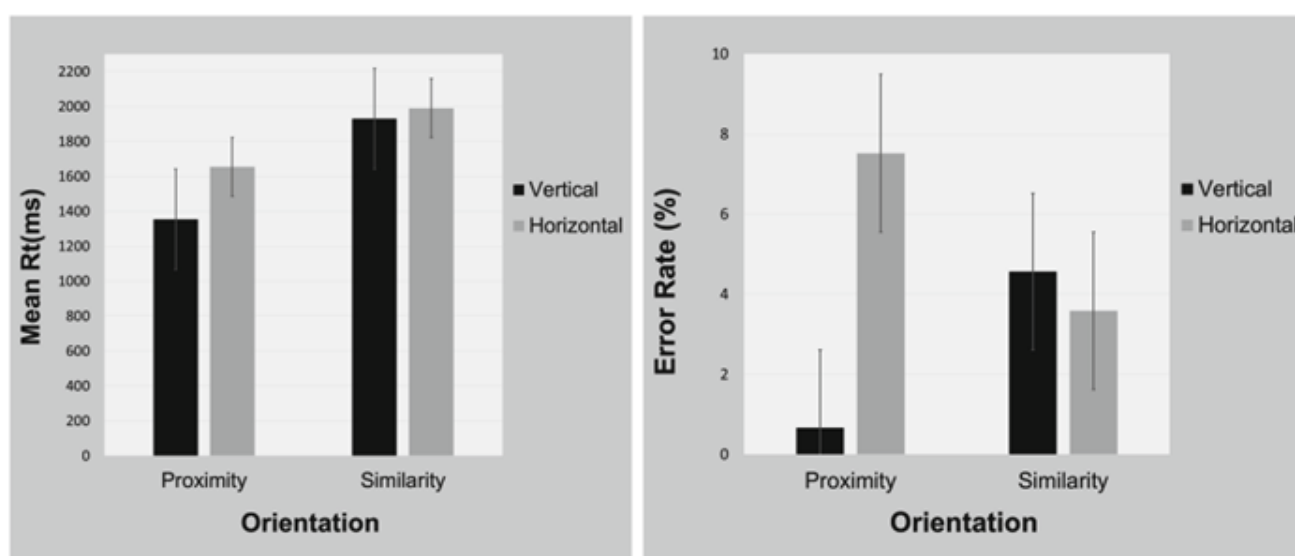 Mean Rt(ms)
2200
2000
1800
1600
1400
1200
1000
800
600
400
200
0
Proximity
Similarity
Orientation
Vertical
Horizontal
Error Rate (%)
10
8
6
4
2
0
Proximity
Similarity
Orientation
Vertical
Horizontal